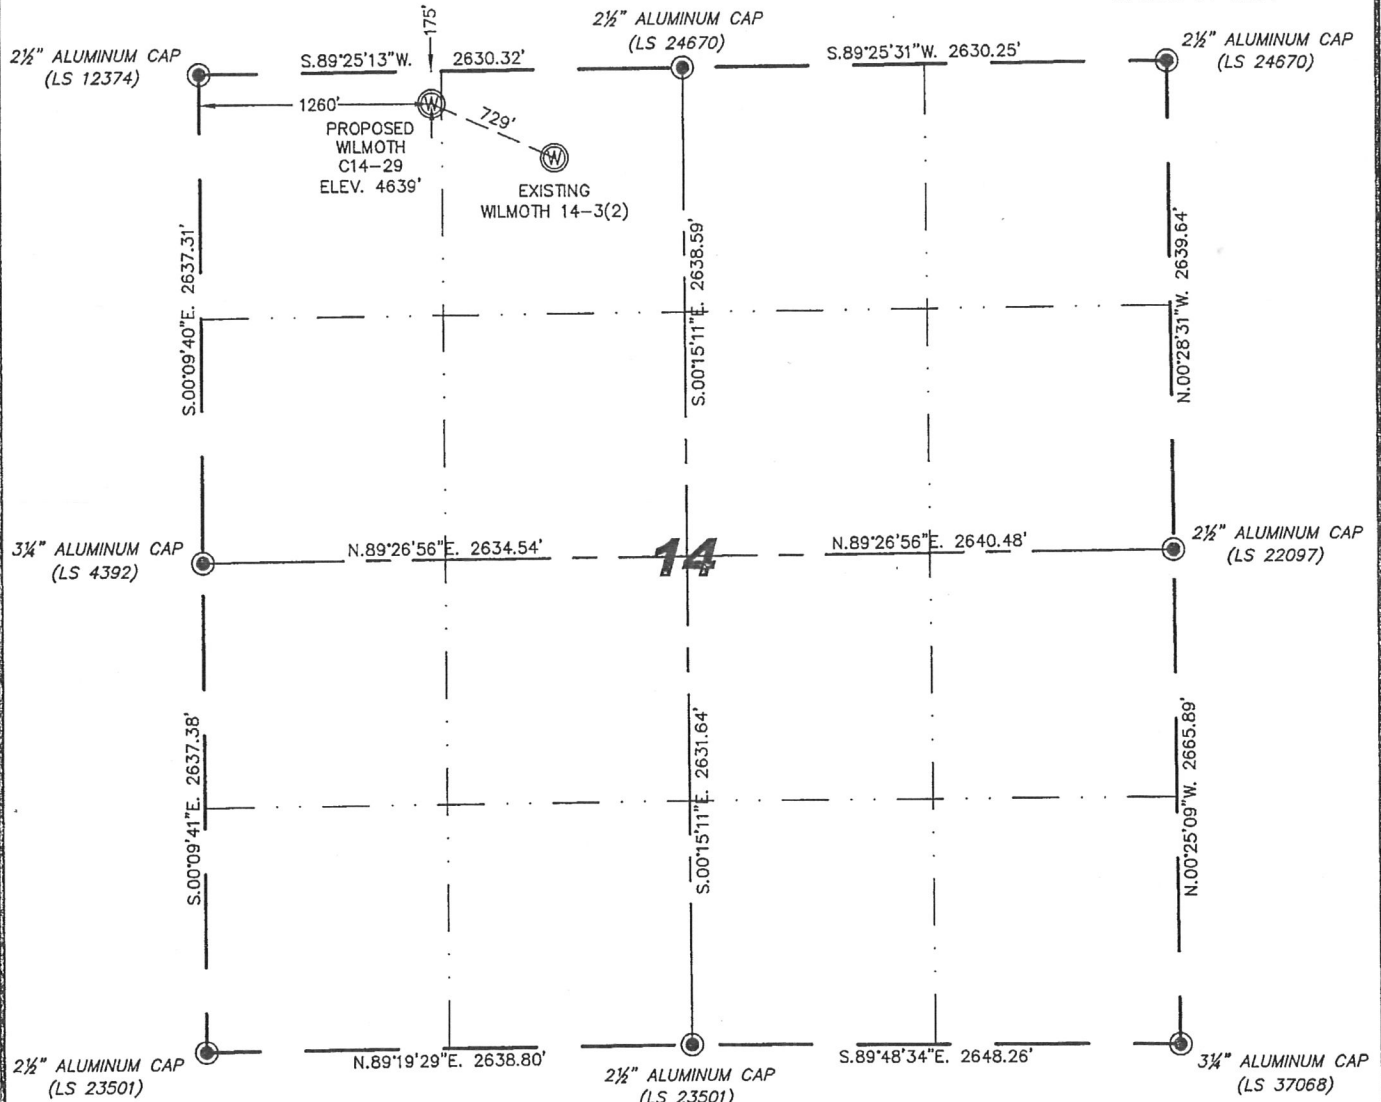 175'
2½" ALUMINUM CAP
(LS 12374)
S.89°25'13"W. 2630.32'
2½" ALUMINUM CAP
(LS 24670)
S.89°25'31"W. 2630.25'
2½" ALUMINUM CAP
(LS 24670)
1260'
W
729'
W
PROPOSED
WILMOTH
C14-29
ELEV. 4639'
EXISTING
WILMOTH 14-3(2)
S.00°09'40"E. 2637.31'
S.00°15'11"E. 2638.59'
N.00°28'31"W. 2639.64'
3¼" ALUMINUM CAP
(LS 4392)
N.89°26'56"E. 2634.54'
14
N.89°26'56"E. 2640.48'
2½" ALUMINUM CAP
(LS 22097)
S.00°09'41"E. 2637.38'
S.00°15'11"E. 2631.64'
N.00°25'09"W. 2665.89'
2½" ALUMINUM CAP
(LS 23501)
N.89°19'29"E. 2638.80'
2½" ALUMINUM CAP
(LS 23501)
S.89°48'34"E. 2648.26'
3¼" ALUMINUM CAP
(LS 37068)